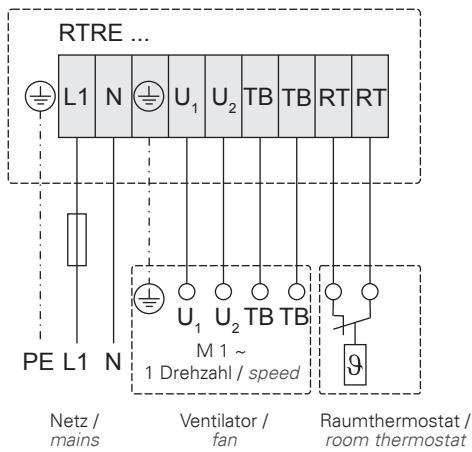 RTRE ...
L1 N U1 U2 TB TB RT RT
U1 U2 TB TB
M 1 ~
1 Drehzahl / speed
ϑ
PE L1 N
Netz / Ventilator / Raumthermostat /
mains fan room thermostat